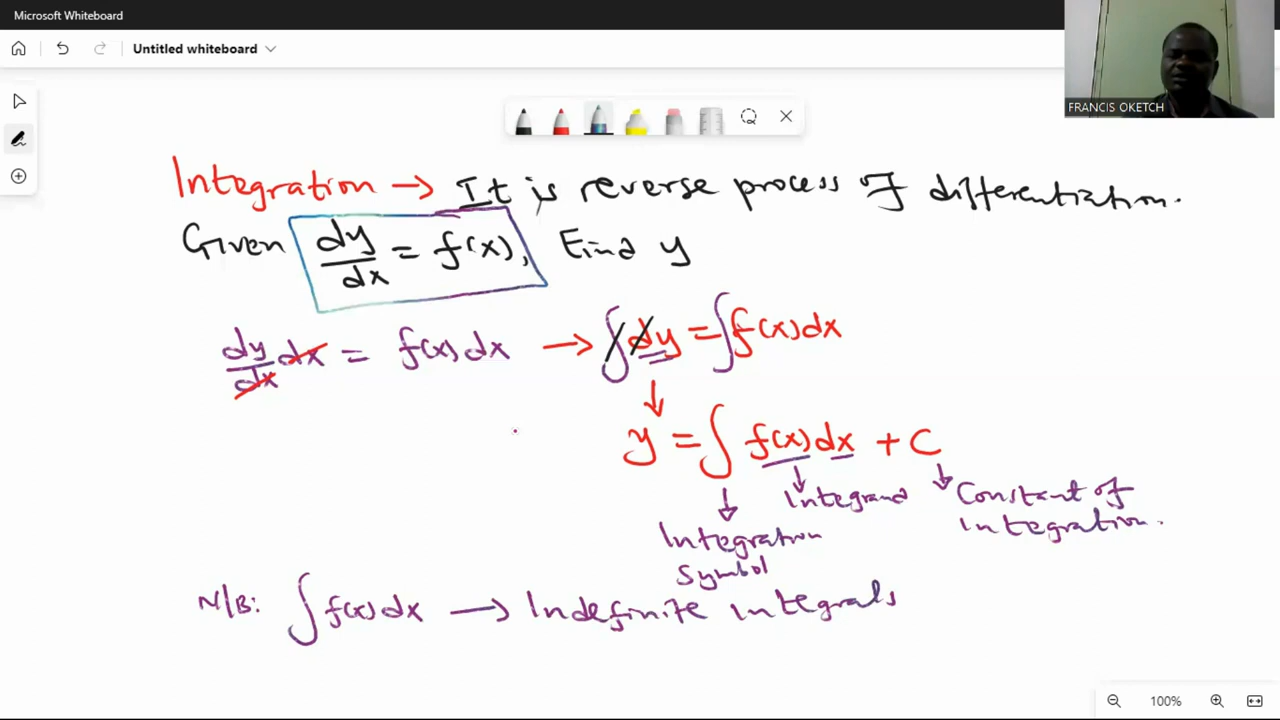 Microsoft Whiteboard
Untitled whiteboard
FRANCIS OKETCH
Integration → It is reverse process of differentiation.
Given dy/dx = f(x), Find y
dy/dx dx = f(x) dx → ∫dy = ∫f(x)dx
y = ∫ f(x) dx + C
Integrand
Constant of
Integration.
Integration
Symbol
N/B: ∫ f(x) dx → Indefinite integrals
100%